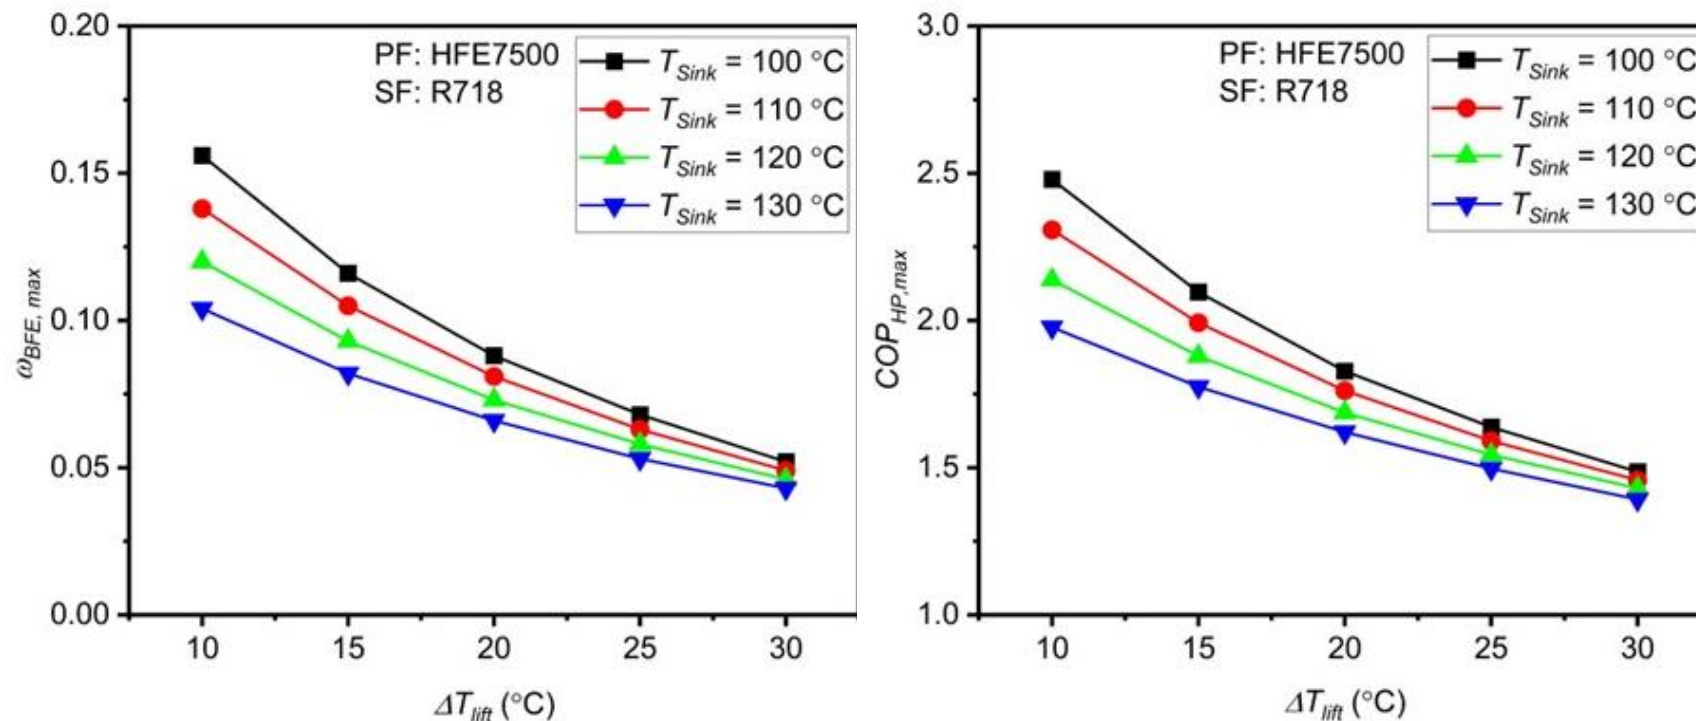 0.20
0.15
0.10
0.05
0.00
ω_BFE, max
PF: HFE7500
SF: R718
T_Sink = 100 °C
T_Sink = 110 °C
T_Sink = 120 °C
T_Sink = 130 °C
10 15 20 25 30
ΔT_lift (°C)
3.0
2.5
2.0
1.5
1.0
COP_HP,max
PF: HFE7500
SF: R718
T_Sink = 100 °C
T_Sink = 110 °C
T_Sink = 120 °C
T_Sink = 130 °C
10 15 20 25 30
ΔT_lift (°C)